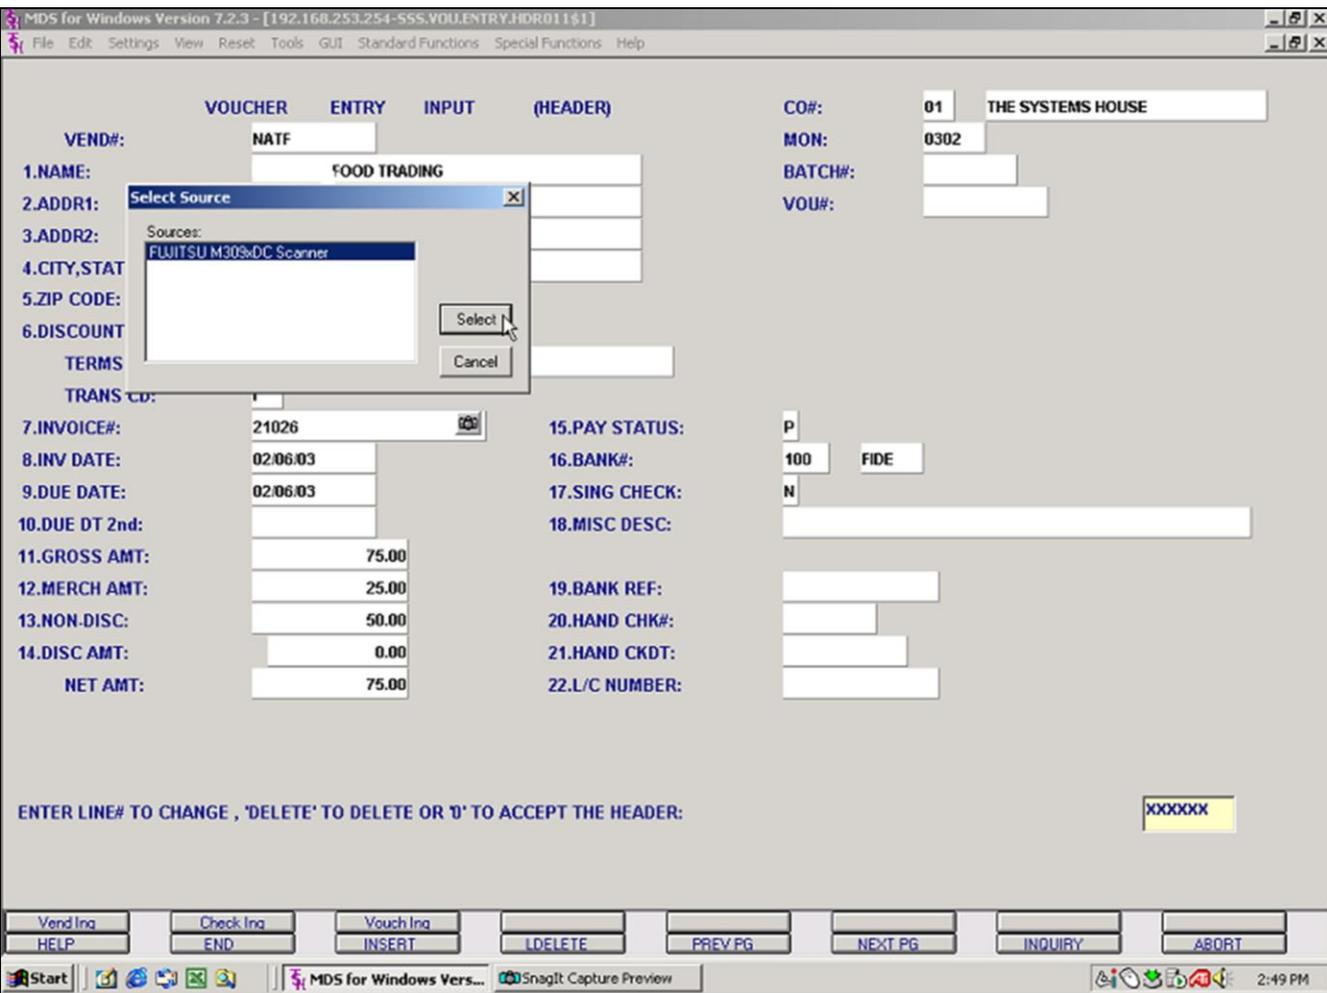 MDS for Windows Version 7.2.3 - [192.168.253.254-SSS.VOU.ENTRY.HDR011$1]
File Edit Settings View Reset Tools GUI Standard Functions Special Functions Help
VOUCHER ENTRY INPUT (HEADER) CO#: 01 THE SYSTEMS HOUSE
VEND#: NATF MON: 0302
1.NAME: FOOD TRADING BATCH#:
2.ADDR1: VOU#:
3.ADDR2:
4.CITY,STAT
5.ZIP CODE:
6.DISCOUNT
TERMS
TRANS CD:
Select Source
Sources:
FUJITSU M309xDC Scanner
Select
Cancel
7.INVOICE#: 21026 15.PAY STATUS: P
8.INV DATE: 02/06/03 16.BANK#: 100 FIDE
9.DUE DATE: 02/06/03 17.SING CHECK: N
10.DUE DT 2nd: 18.MISC DESC:
11.GROSS AMT: 75.00
12.MERCH AMT: 25.00 19.BANK REF:
13.NON-DISC: 50.00 20.HAND CHK#:
14.DISC AMT: 0.00 21.HAND CKDT:
NET AMT: 75.00 22.L/C NUMBER:
ENTER LINE# TO CHANGE , 'DELETE' TO DELETE OR '0' TO ACCEPT THE HEADER: XXXXXX
Vend Inq Check Inq Vouch Inq
HELP END INSERT LDELETE PREV PG NEXT PG INQUIRY ABORT
Start MDS for Windows Vers... SnagIt Capture Preview 2:49 PM